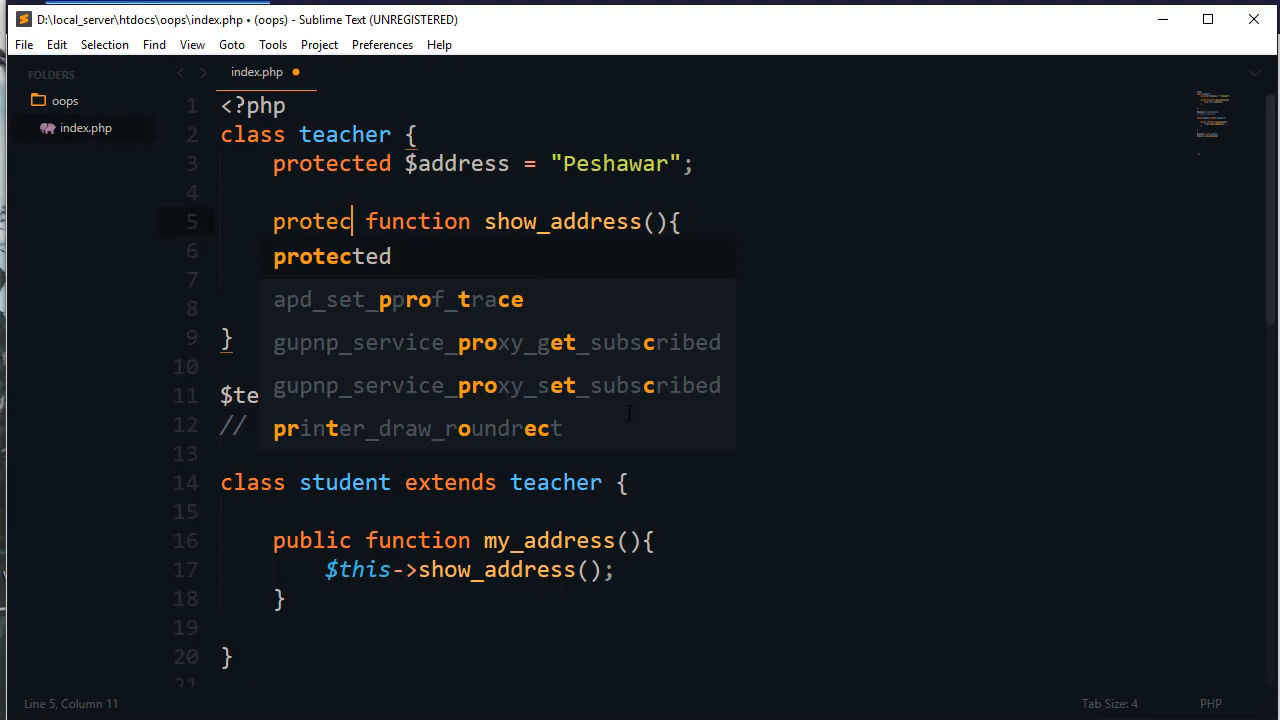 D:\local_server\htdocs\oops\index.php • (oops) - Sublime Text (UNREGISTERED)
File Edit Selection Find View Goto Tools Project Preferences Help
FOLDERS
oops
index.php
index.php
1 <?php
2 class teacher {
3 protected $address = "Peshawar";
4
5 protec function show_address(){
6 protected
7 apd_set_pprof_trace
8 gupnp_service_proxy_get_subscribed
9 }
10 gupnp_service_proxy_set_subscribed
11 $te
12 // printer_draw_roundrect
13
14 class student extends teacher {
15
16 public function my_address(){
17 $this->show_address();
18 }
19
20 }
21
Line 5, Column 11 Tab Size: 4 PHP